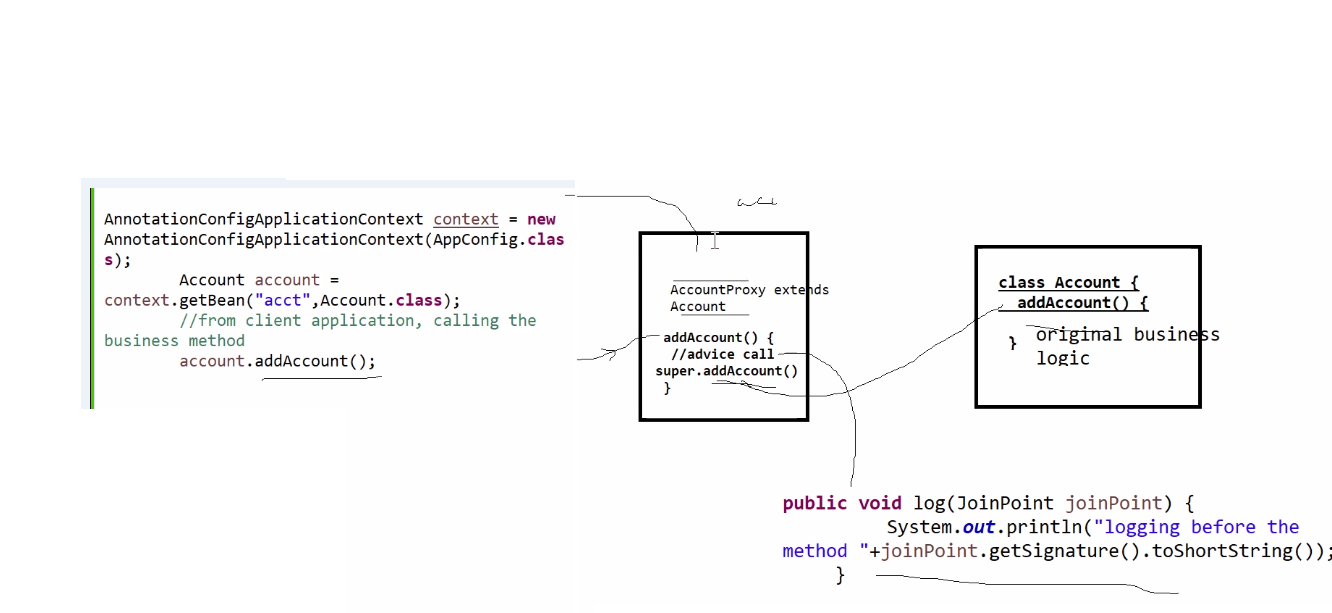 AnnotationConfigApplicationContext context = new
AnnotationConfigApplicationContext(AppConfig.clas
s);
Account account =
context.getBean("acct",Account.class);
//from client application, calling the
business method
account.addAccount();
AccountProxy extends
Account
addAccount() {
//advice call
super.addAccount()
}
class Account {
addAccount() {
original business
}
logic
public void log(JoinPoint joinPoint) {
System.out.println("logging before the
method "+joinPoint.getSignature().toShortString());
}